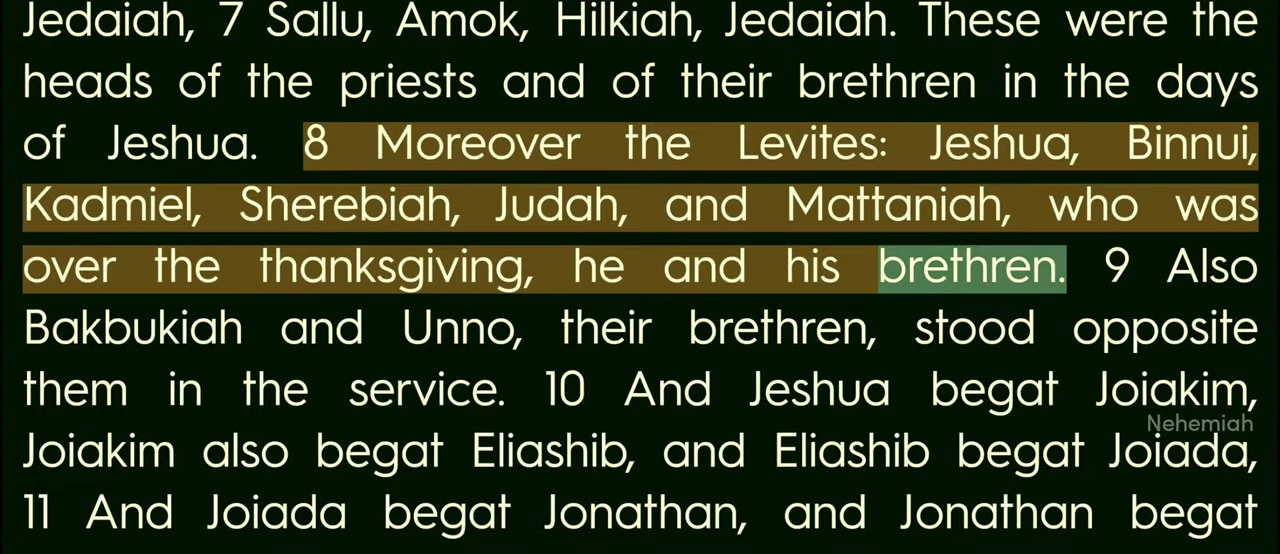 Jedaiah, 7 Sallu, Amok, Hilkiah, Jedaiah. These were the
heads of the priests and of their brethren in the days
of Jeshua. 8 Moreover the Levites: Jeshua, Binnui,
Kadmiel, Sherebiah, Judah, and Mattaniah, who was
over the thanksgiving, he and his brethren. 9 Also
Bakbukiah and Unno, their brethren, stood opposite
them in the service. 10 And Jeshua begat Joiakim,
Nehemiah
Joiakim also begat Eliashib, and Eliashib begat Joiada,
11 And Joiada begat Jonathan, and Jonathan begat